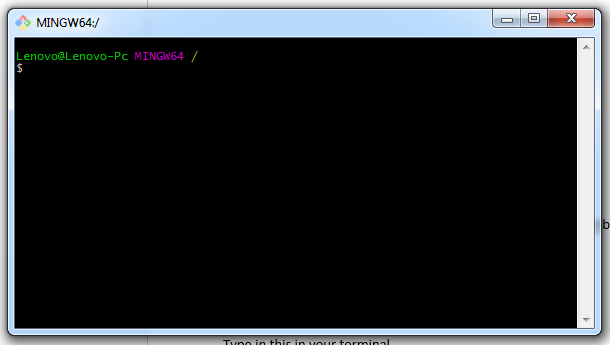 MINGW64:/
Lenovo@Lenovo-Pc MINGW64 /
$
b
Type in this in your terminal